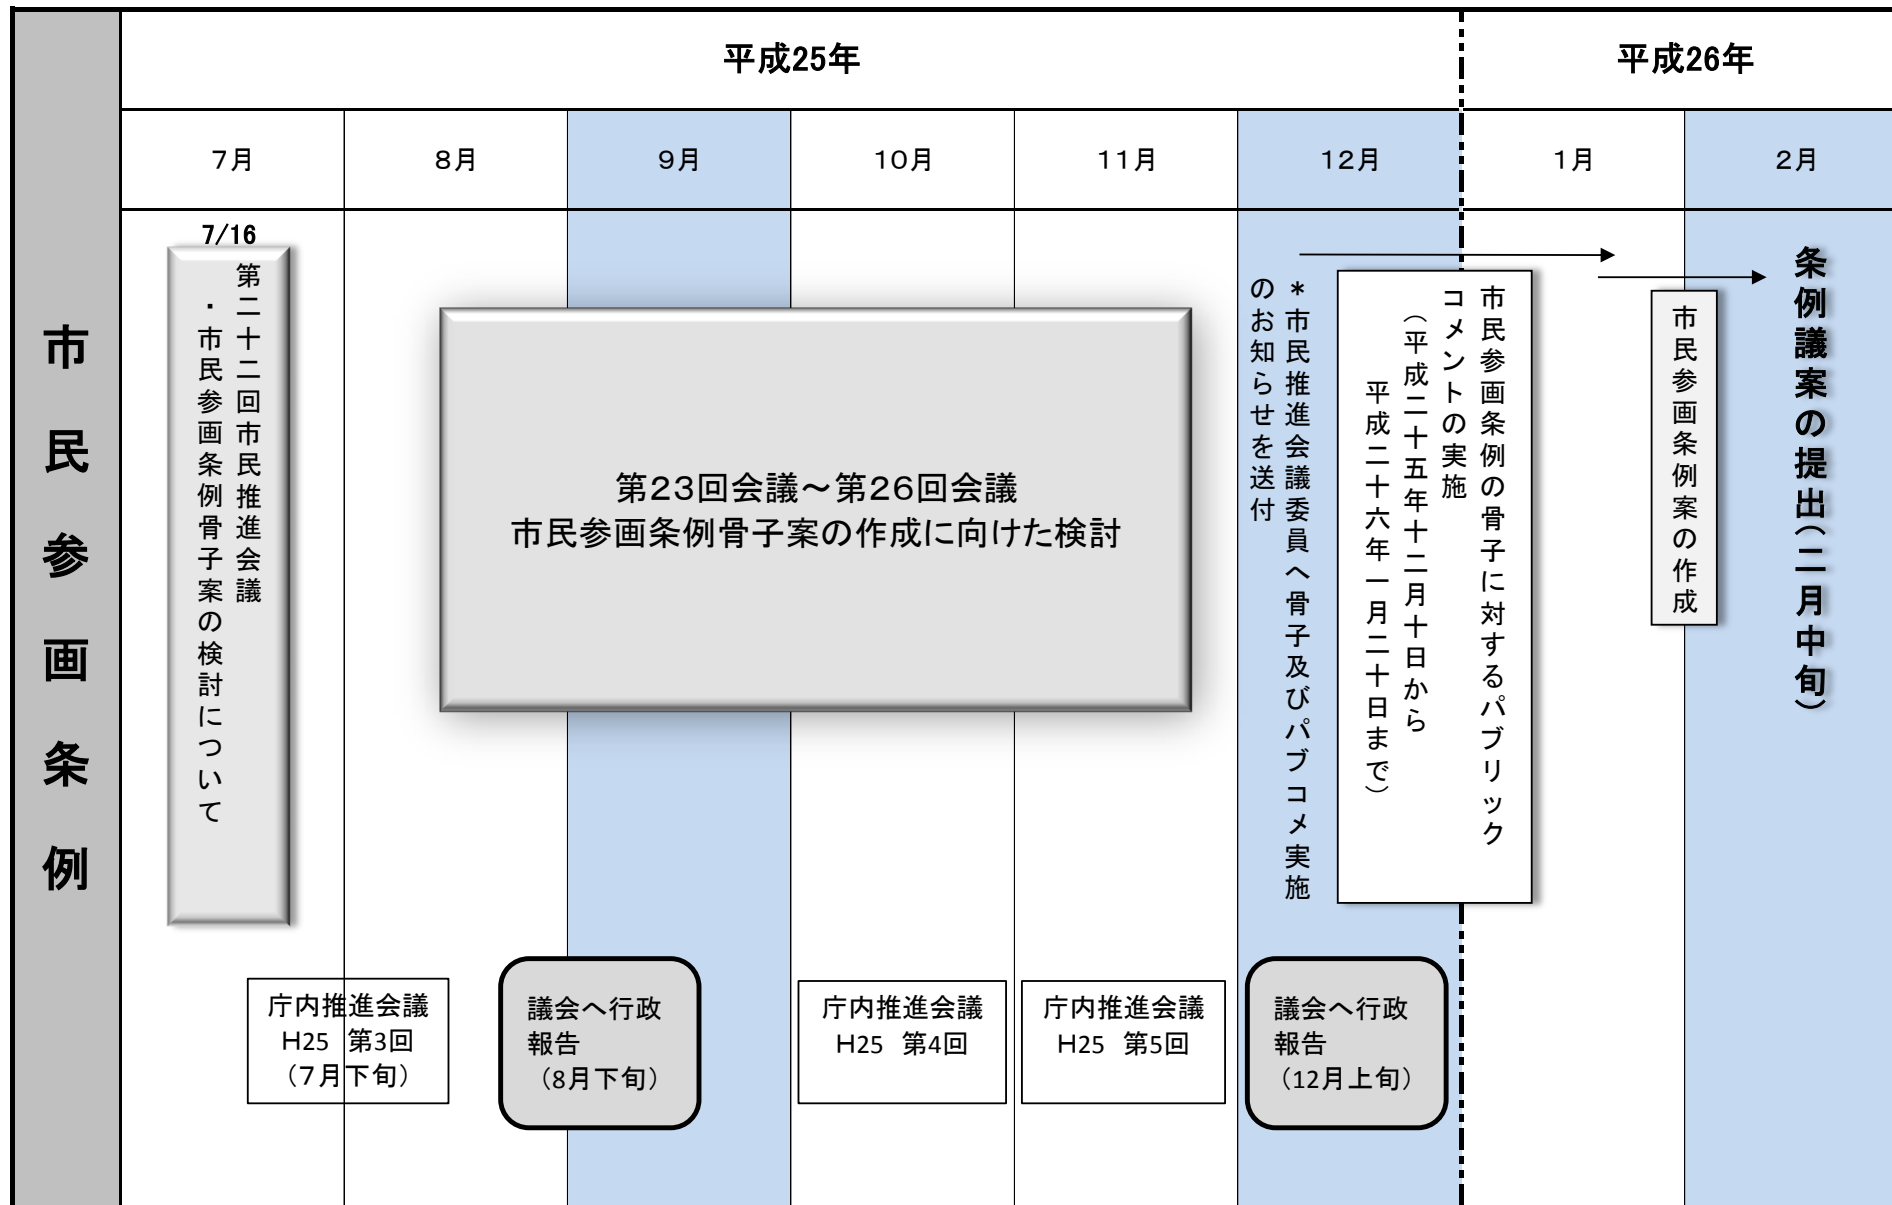 市民参画条例
平成25年
平成26年
7月
8月
9月
10月
11月
12月
1月
2月
7/16
第二十二回市民推進会議
・市民参画条例骨子案の検討について
第23回会議～第26回会議
市民参画条例骨子案の作成に向けた検討
＊市民推進会議委員へ骨子及びパブコメ実施
のお知らせを送付
市民参画条例の骨子に対するパブリック
コメントの実施
（平成二十五年十二月十日から
平成二十六年一月二十日まで）
市民参画条例案の作成
条例議案の提出（二月中旬）
庁内推進会議
H25 第3回
（7月下旬）
議会へ行政
報告
（8月下旬）
庁内推進会議
H25 第4回
庁内推進会議
H25 第5回
議会へ行政
報告
（12月上旬）